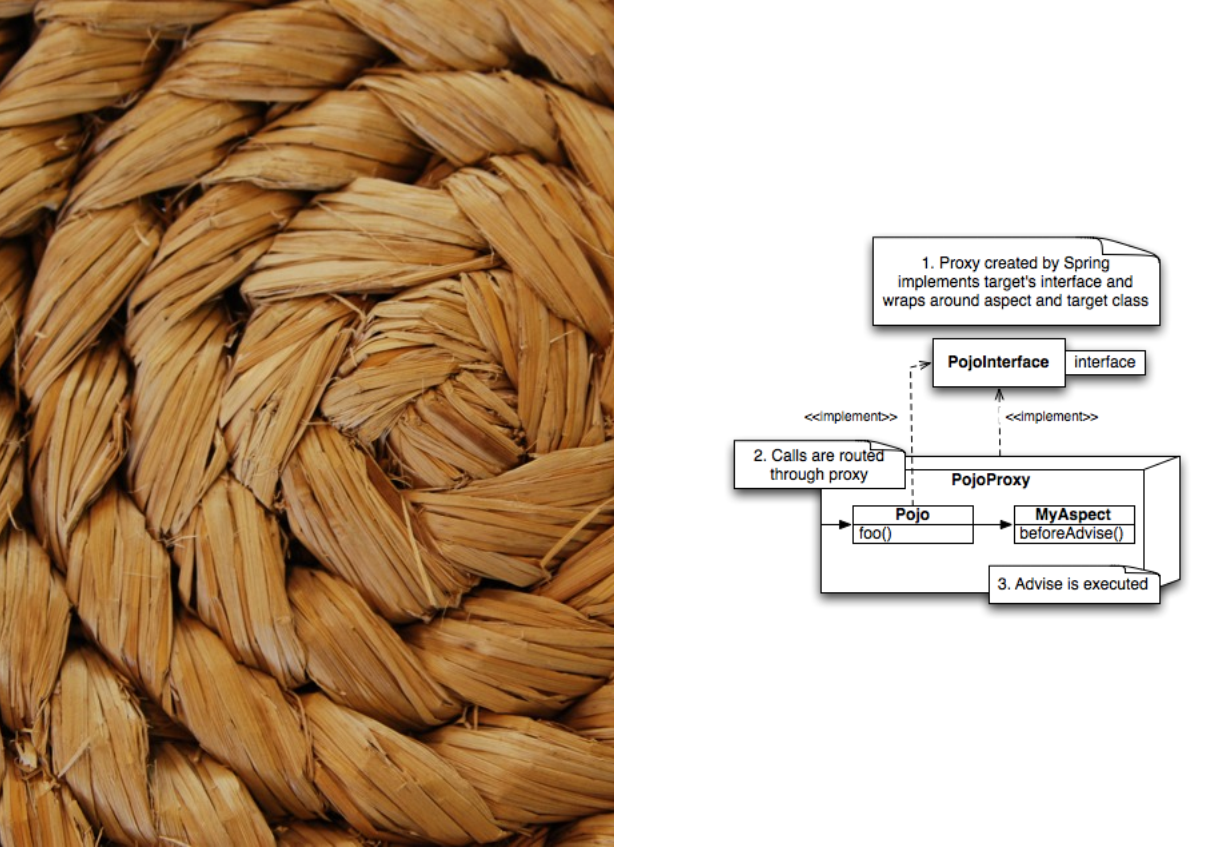 1. Proxy created by Spring
implements target's interface and
wraps around aspect and target class
PojoInterface
interface
<<implement>>
<<implement>>
2. Calls are routed
through proxy
PojoProxy
Pojo
foo()
MyAspect
beforeAdvise()
3. Advise is executed